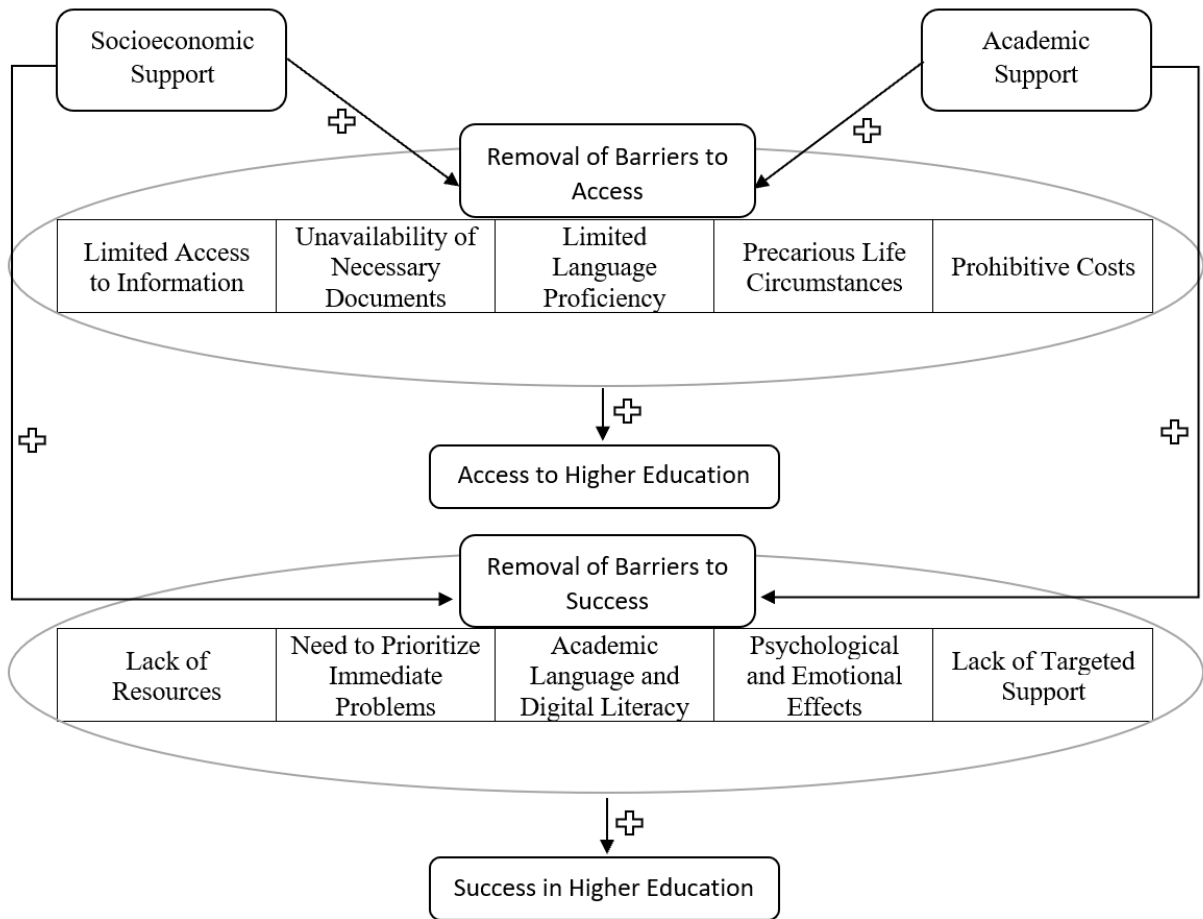 Socioeconomic
Support
Academic
Support
Removal of Barriers to
Access
Limited Access
to Information
Unavailability of
Necessary
Documents
Limited
Language
Proficiency
Precarious Life
Circumstances
Prohibitive Costs
Access to Higher Education
Removal of Barriers to
Success
Lack of
Resources
Need to Prioritize
Immediate
Problems
Academic
Language and
Digital Literacy
Psychological
and Emotional
Effects
Lack of Targeted
Support
Success in Higher Education